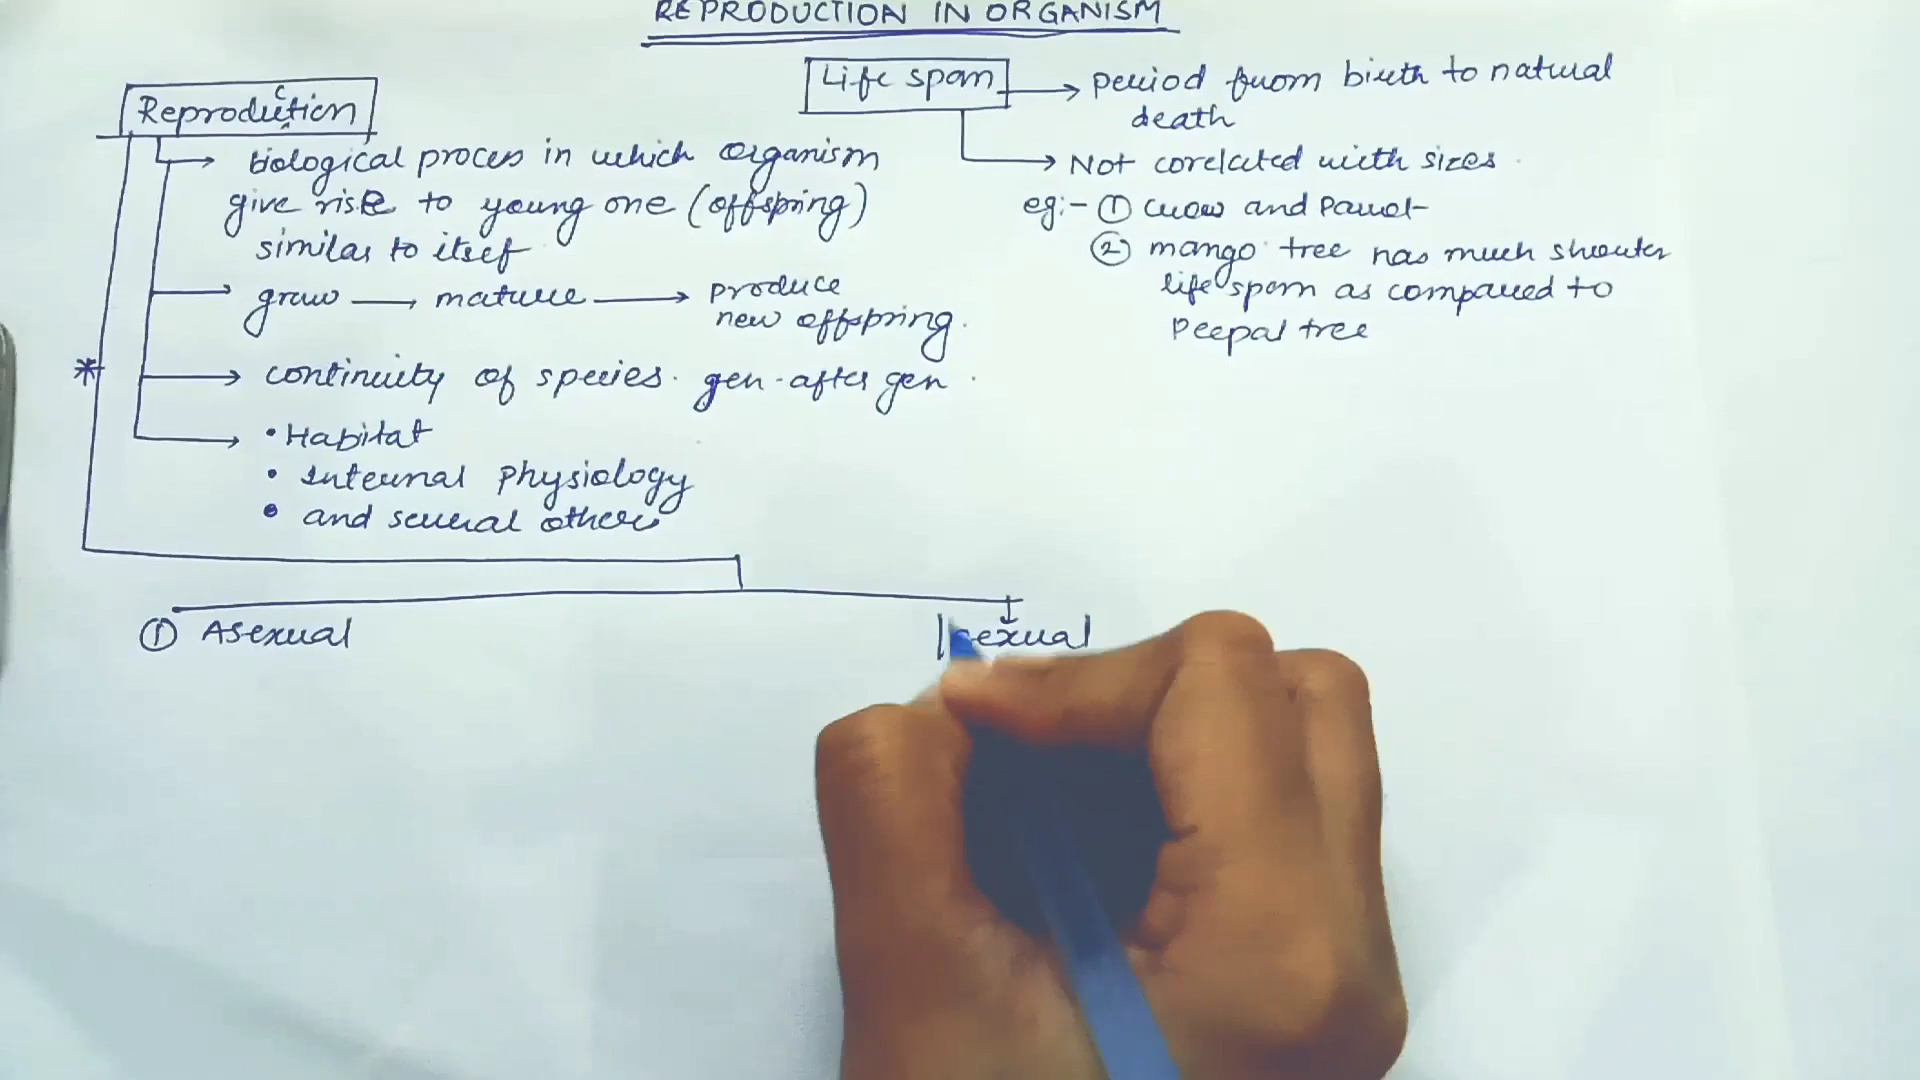 REPRODUCTION IN ORGANISM
Reproduction
biological proces in which organism
give rise to young one (offspring)
similar to itself
grow → mature → produce
new offspring.
* continuity of species. gen. after gen.
• Habitat
• Internal physiology
• and several others
Life span → Period from birth to natural
death
Not corelated with sizes.
eg:- ① Crow and Parrot
② mango tree has much shorter
life span as compared to
Peepal tree
① Asexual
sexual